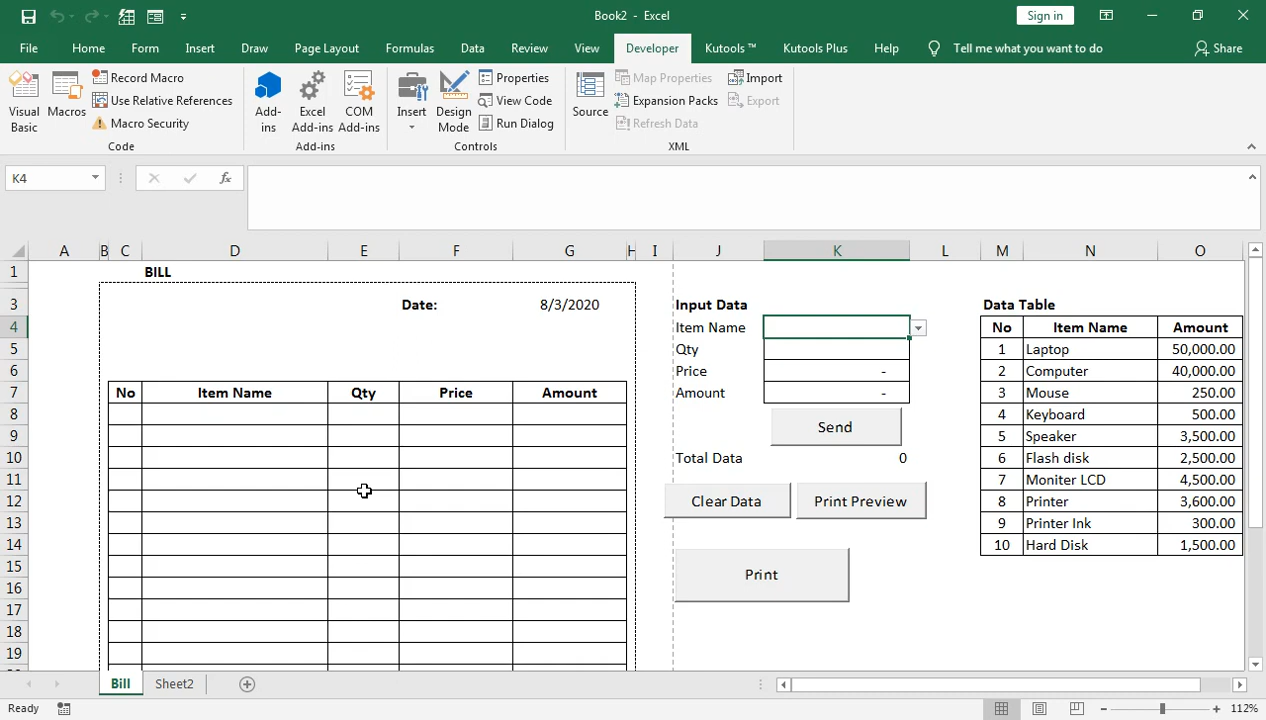 Book2 - Excel
Sign in
File Home Form Insert Draw Page Layout Formulas Data Review View Developer Kutools ™ Kutools Plus Help Tell me what you want to do Share
Visual Basic
Macros
Record Macro
Use Relative References
Macro Security
Code
Add-ins
Excel Add-ins
COM Add-ins
Add-ins
Insert
Design Mode
Properties
View Code
Run Dialog
Controls
Source
Map Properties
Expansion Packs
Refresh Data
Import
Export
XML
K4
fx
A B C D E F G H I J K L M N O
1 BILL
3 Date: 8/3/2020 Input Data Data Table
4 Item Name No Item Name Amount
5 Qty 1 Laptop 50,000.00
6 Price - 2 Computer 40,000.00
7 No Item Name Qty Price Amount Amount - 3 Mouse 250.00
8 4 Keyboard 500.00
Send
9 5 Speaker 3,500.00
10 Total Data 0 6 Flash disk 2,500.00
11 7 Moniter LCD 4,500.00
12 Clear Data Print Preview 8 Printer 3,600.00
13 9 Printer Ink 300.00
14 10 Hard Disk 1,500.00
15
Print
16
17
18
19
Bill Sheet2
Ready
112%